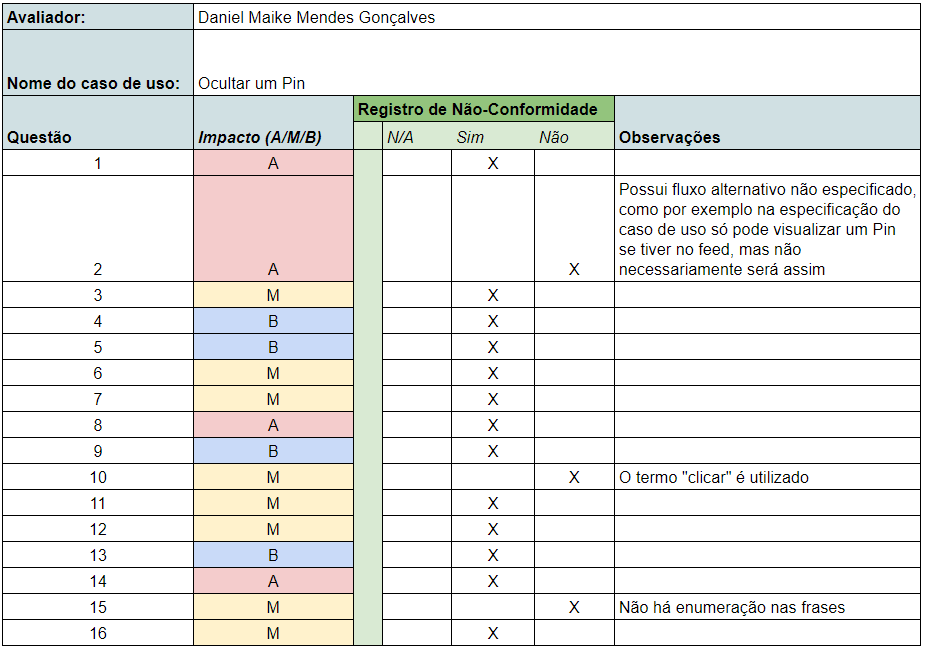 Avaliador: Daniel Maike Mendes Gonçalves
Nome do caso de uso: Ocultar um Pin
Registro de Não-Conformidade
Questão Impacto (A/M/B) N/A Sim Não Observações
1 A X
Possui fluxo alternativo não especificado,
como por exemplo na especificação do
caso de uso só pode visualizar um Pin
se tiver no feed, mas não
2 A X necessariamente será assim
3 M X
4 B X
5 B X
6 M X
7 M X
8 A X
9 B X
10 M X O termo "clicar" é utilizado
11 M X
12 M X
13 B X
14 A X
15 M X Não há enumeração nas frases
16 M X